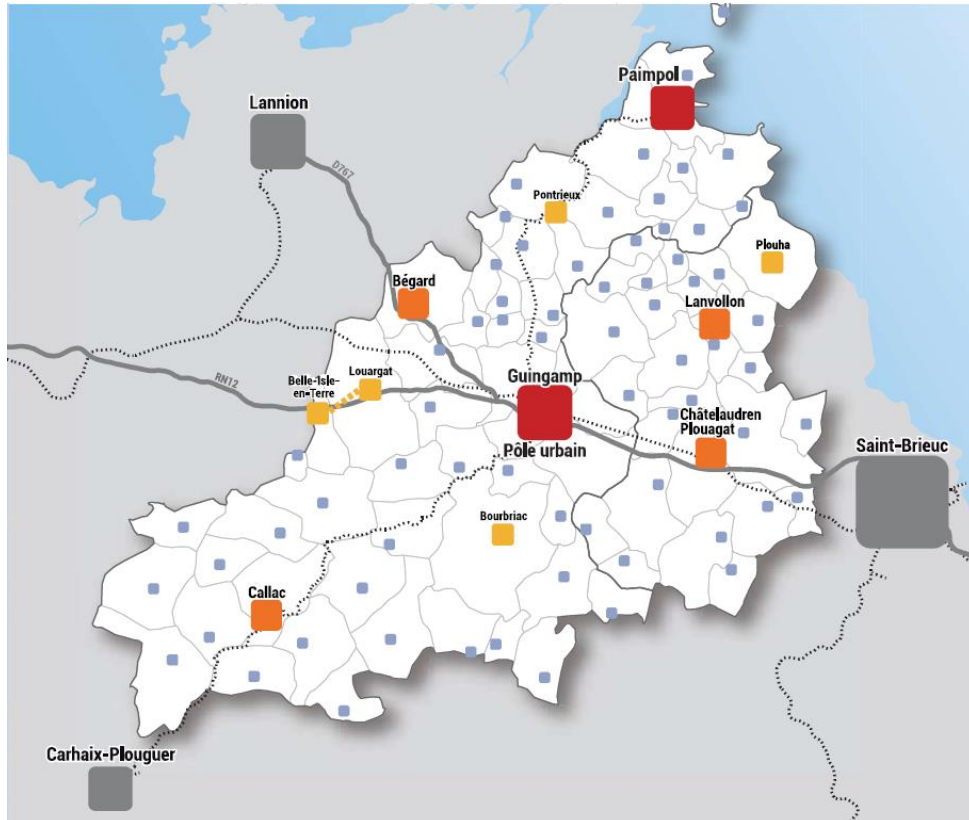 Paimpol
Lannion
D767
Pontrieux
Plouha
Bégard
Lanvollon
RN12
Louargat
Belle-Isle-
en-Terre
Guingamp
Pôle urbain
Châtelaudren
Plouagat
Saint-Brieuc
Bourbriac
Callac
Carhaix-Plouguer